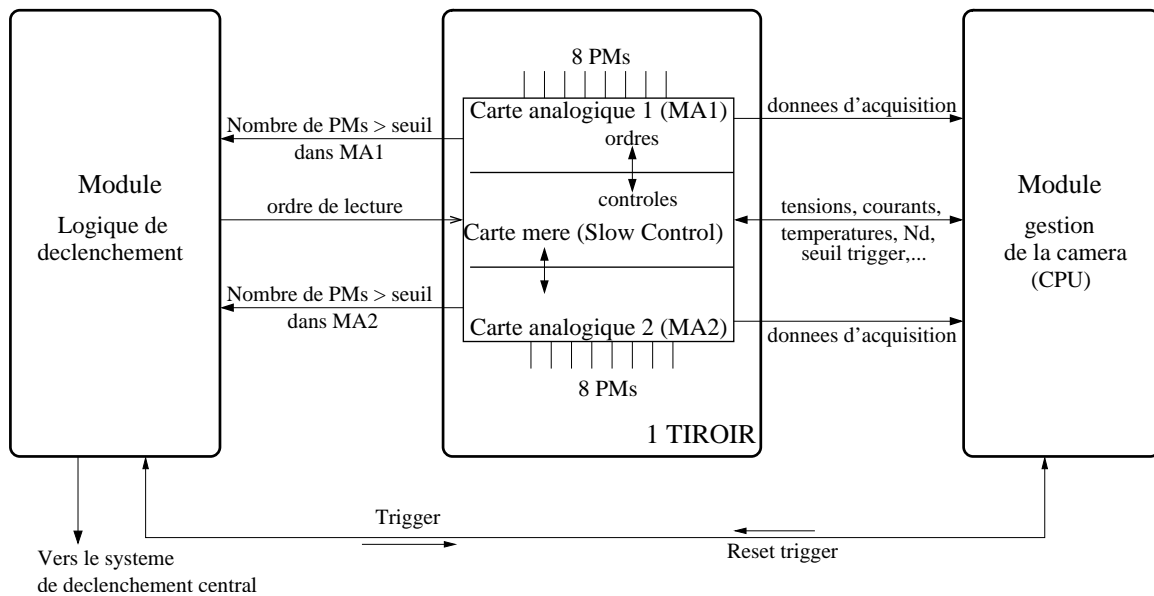 8 PMs
Carte analogique 1 (MA1)
ordres
controles
Carte mere (Slow Control)
Carte analogique 2 (MA2)
8 PMs
1 TIROIR
Nombre de PMs > seuil
dans MA1
ordre de lecture
Nombre de PMs > seuil
dans MA2
Module
Logique de
declenchement
donnees d'acquisition
tensions, courants,
temperatures, Nd,
seuil trigger,...
donnees d'acquisition
Module
gestion
de la camera
(CPU)
Trigger
Reset trigger
Vers le systeme
de declenchement central